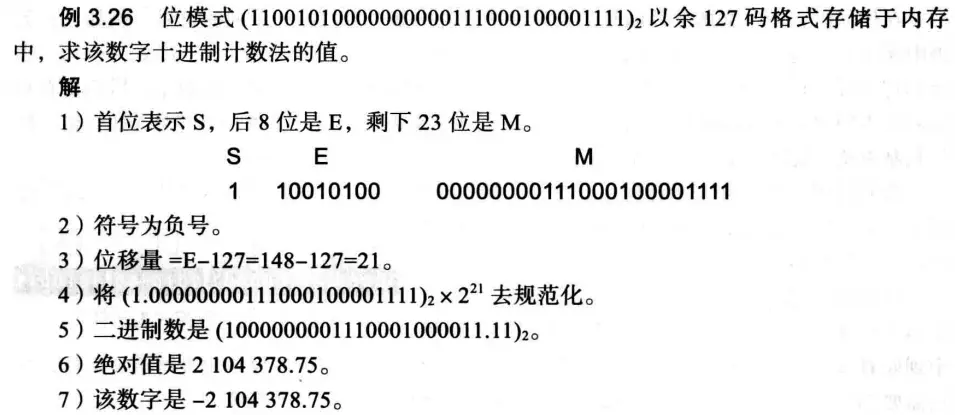 例 3.26 位模式 (11001010000000000111000100001111)₂ 以余 127 码格式存储于内存
中，求该数字十进制计数法的值。
解
1）首位表示 S，后 8 位是 E，剩下 23 位是 M。
S E M
1 10010100 00000000111000100001111
2）符号为负号。
3）位移量 =E−127=148−127=21。
4）将 (1.00000000111000100001111)₂ × 2²¹ 去规范化。
5）二进制数是 (1000000001110001000011.11)₂。
6）绝对值是 2 104 378.75。
7）该数字是 −2 104 378.75。